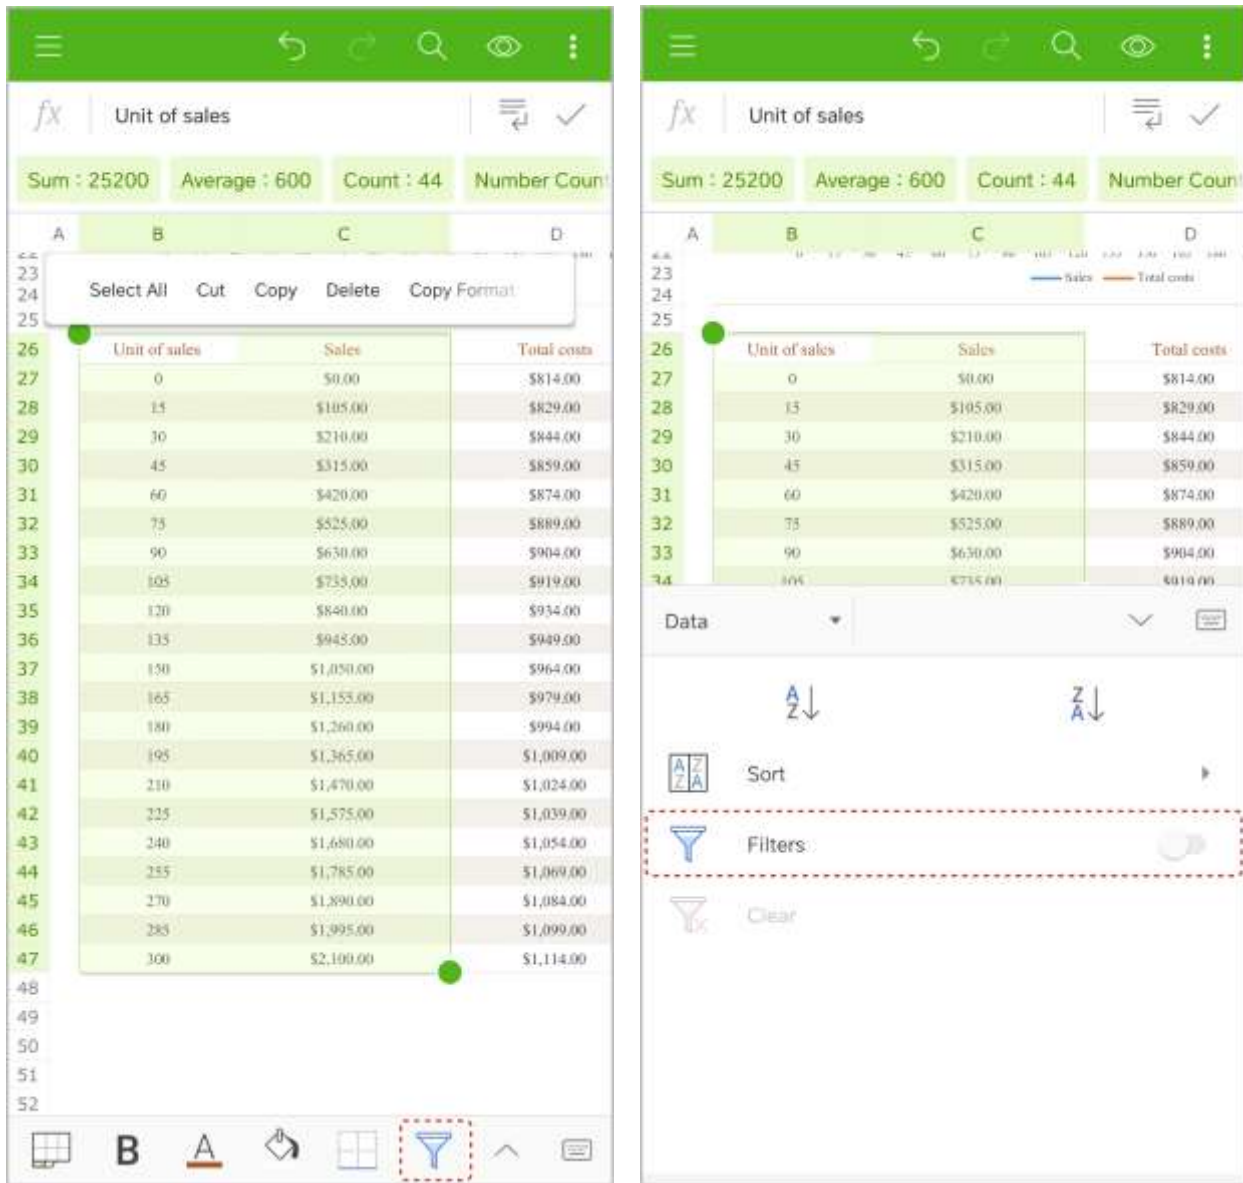 fx Unit of sales
Sum : 25200 Average : 600 Count : 44 Number Count
A B C D
23
24
Select All Cut Copy Delete Copy Format
25
26 Unit of sales Sales Total costs
27 0 $0.00 $814.00
28 15 $105.00 $829.00
29 30 $210.00 $844.00
30 45 $315.00 $859.00
31 60 $420.00 $874.00
32 75 $525.00 $889.00
33 90 $630.00 $904.00
34 105 $735.00 $919.00
35 120 $840.00 $934.00
36 135 $945.00 $949.00
37 150 $1,050.00 $964.00
38 165 $1,155.00 $979.00
39 180 $1,260.00 $994.00
40 195 $1,365.00 $1,009.00
41 210 $1,470.00 $1,024.00
42 225 $1,575.00 $1,039.00
43 240 $1,680.00 $1,054.00
44 255 $1,785.00 $1,069.00
45 270 $1,890.00 $1,084.00
46 285 $1,995.00 $1,099.00
47 300 $2,100.00 $1,114.00
48
49
50
51
52
B A
fx Unit of sales
Sum : 25200 Average : 600 Count : 44 Number Count
A B C D
23 Sales Total costs
24
25
26 Unit of sales Sales Total costs
27 0 $0.00 $814.00
28 15 $105.00 $829.00
29 30 $210.00 $844.00
30 45 $315.00 $859.00
31 60 $420.00 $874.00
32 75 $525.00 $889.00
33 90 $630.00 $904.00
34 105 $735.00 $919.00
Data
A Z Z A
A Z Z A Sort
Filters
Clear